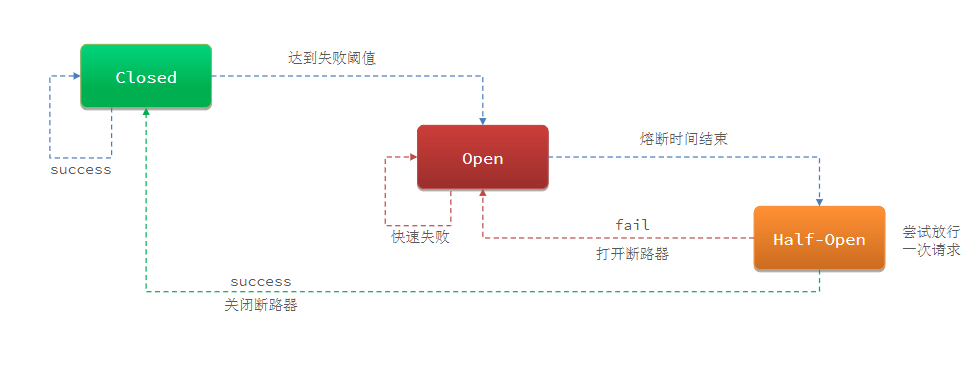 达到失败阈值
Closed
success
熔断时间结束
Open
快速失败
fail
打开断路器
Half-Open
尝试放行
一次请求
success
关闭断路器